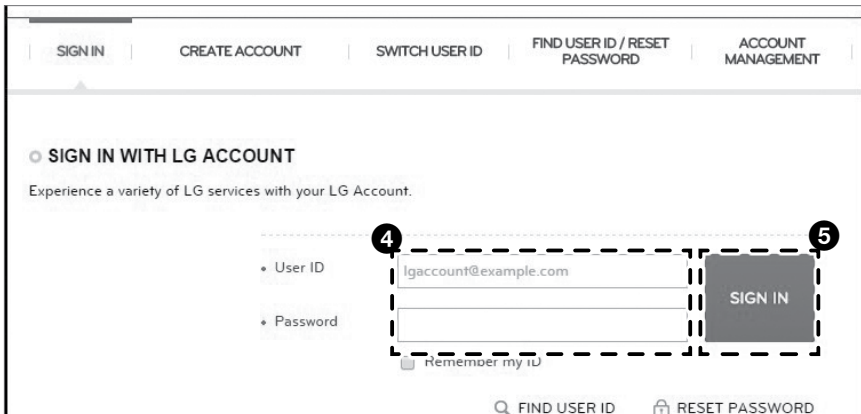 SIGN IN CREATE ACCOUNT SWITCH USER ID FIND USER ID / RESET PASSWORD ACCOUNT MANAGEMENT
SIGN IN WITH LG ACCOUNT
Experience a variety of LG services with your LG Account.
4
5
User ID
lgaccount@example.com
SIGN IN
Password
Remember my ID
FIND USER ID RESET PASSWORD